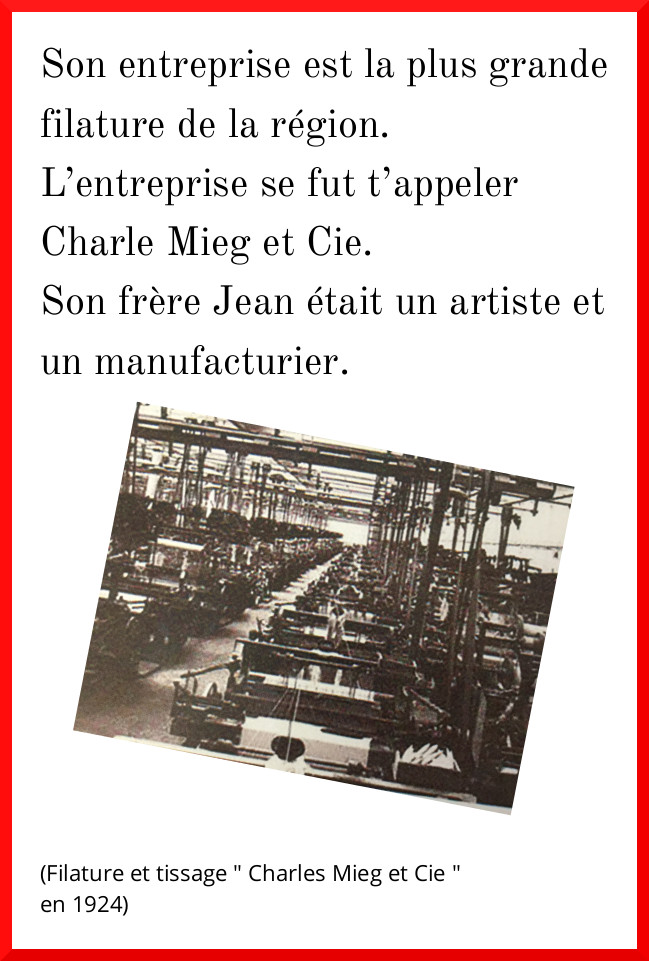 Son entreprise est la plus grande
filature de la région.
L’entreprise se fut t’appeler
Charle Mieg et Cie.
Son frère Jean était un artiste et
un manufacturier.
(Filature et tissage " Charles Mieg et Cie "
en 1924)